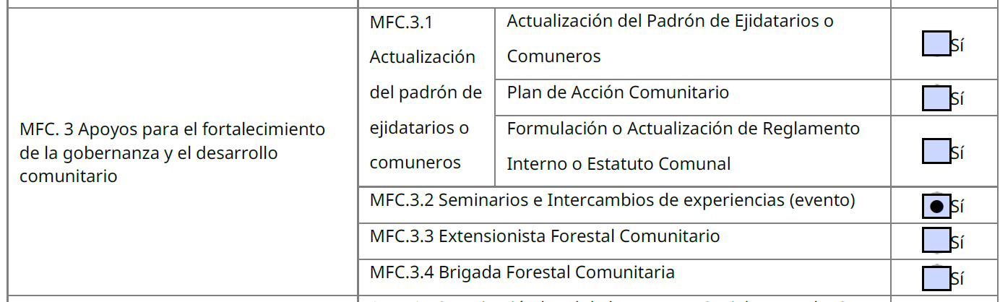 MFC. 3 Apoyos para el fortalecimiento
de la gobernanza y el desarrollo
comunitario
MFC.3.1
Actualización
del padrón de
ejidatarios o
comuneros
Actualización del Padrón de Ejidatarios o
Comuneros
Sí
Plan de Acción Comunitario
Sí
Formulación o Actualización de Reglamento
Interno o Estatuto Comunal
Sí
MFC.3.2 Seminarios e Intercambios de experiencias (evento)
Sí
MFC.3.3 Extensionista Forestal Comunitario
Sí
MFC.3.4 Brigada Forestal Comunitaria
Sí